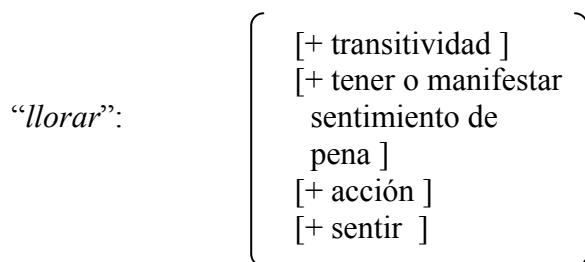 [+ transitividad ]
[+ tener o manifestar
“llorar”: sentimiento de
pena ]
[+ acción ]
[+ sentir ]